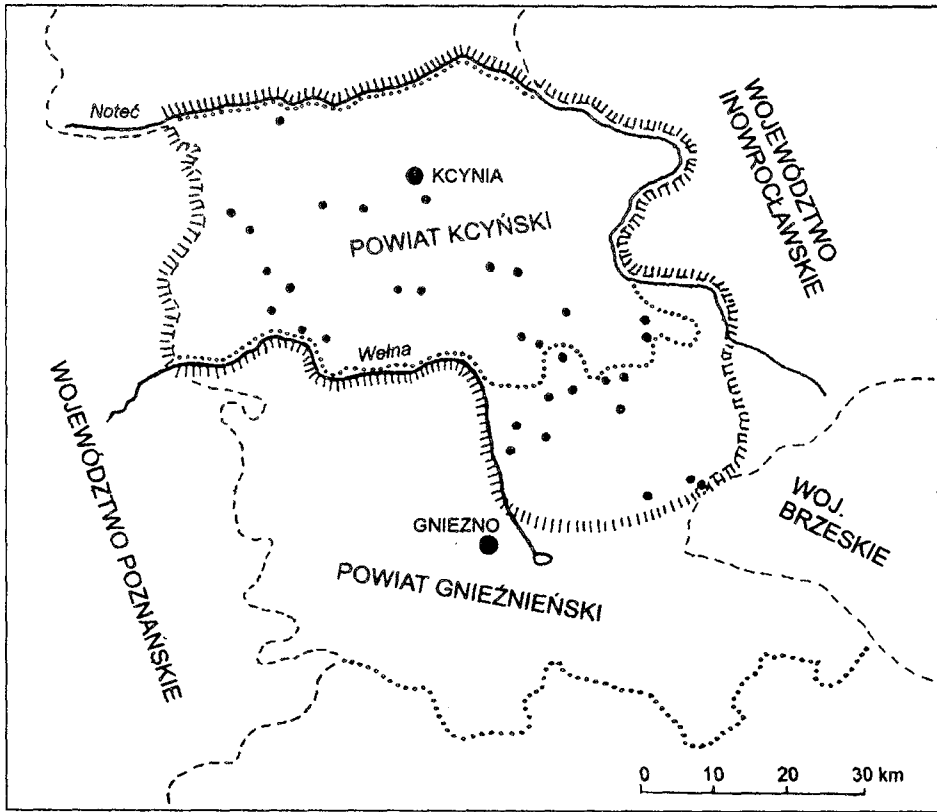 Noteć
KCYNIA
WOJEWÓDZTWO
INOWROCŁAWSKIE
POWIAT KCYŃSKI
Wełna
WOJEWÓDZTWO POZNAŃSKIE
WOJ.
BRZESKIE
GNIEZNO
POWIAT GNIEŹNIEŃSKI
0 10 20 30 km